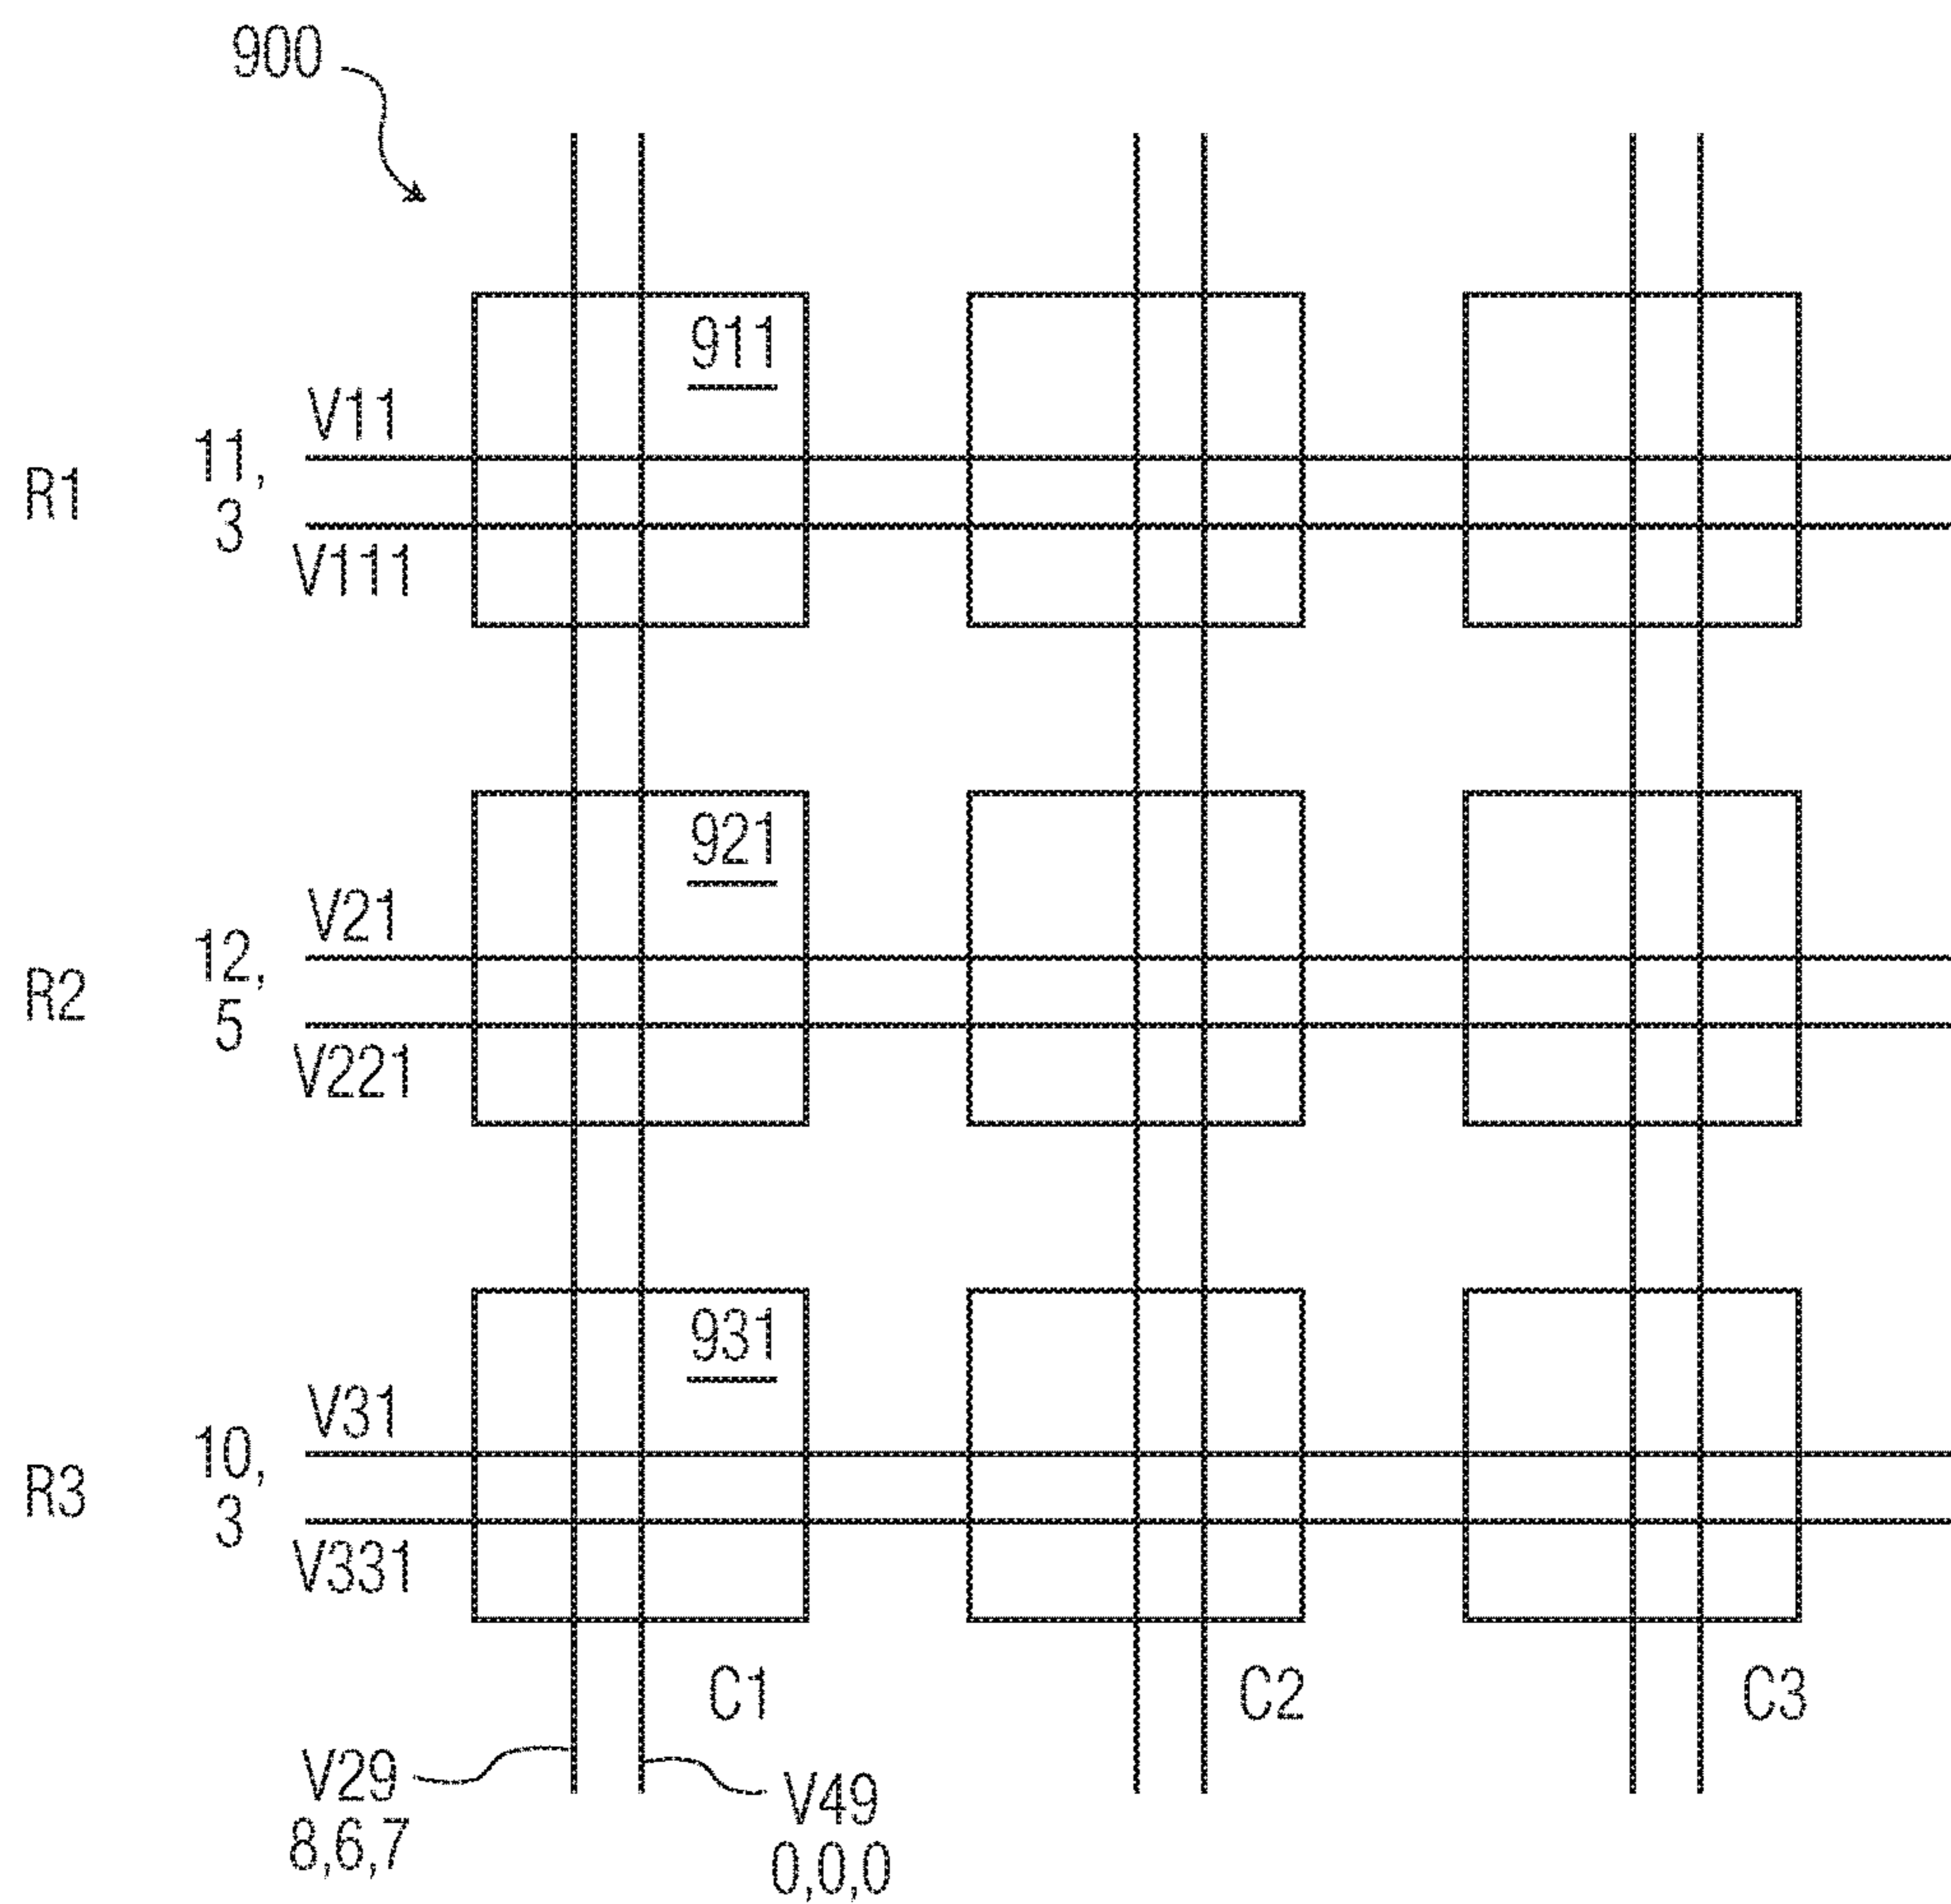 900
911
V11
11,
R1
3
V111
921
V21
12,
R2
5
V221
931
V31
10,
R3
3
V331
C1
C2
C3
V29
8,6,7
V49
0,0,0